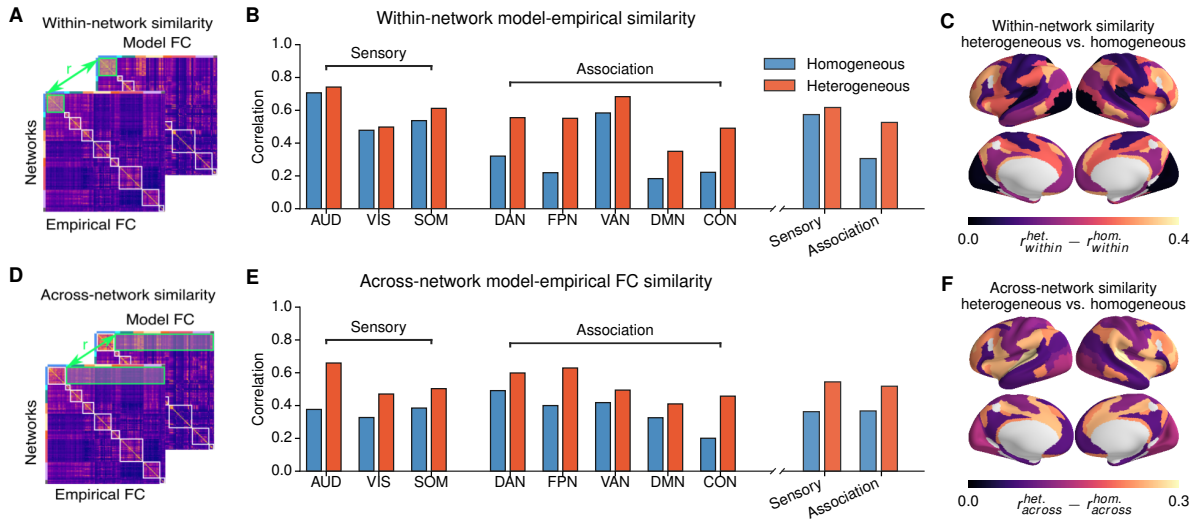 A
Within-network similarity
Model FC
r
Networks
Empirical FC
B
Within-network model-empirical similarity
Correlation
1.0
0.8
0.6
0.4
0.2
0.0
Sensory
Association
Homogeneous
Heterogeneous
AUD VIS SOM DAN FPN VAN DMN CON Sensory Association
C
Within-network similarity
heterogeneous vs. homogeneous
0.0 r^{het.}_{within} − r^{hom.}_{within} 0.4
D
Across-network similarity
Model FC
r
Networks
Empirical FC
E
Across-network model-empirical FC similarity
Correlation
1.0
0.8
0.6
0.4
0.2
0.0
Sensory
Association
AUD VIS SOM DAN FPN VAN DMN CON Sensory Association
F
Across-network similarity
heterogeneous vs. homogeneous
0.0 r^{het.}_{across} − r^{hom.}_{across} 0.3